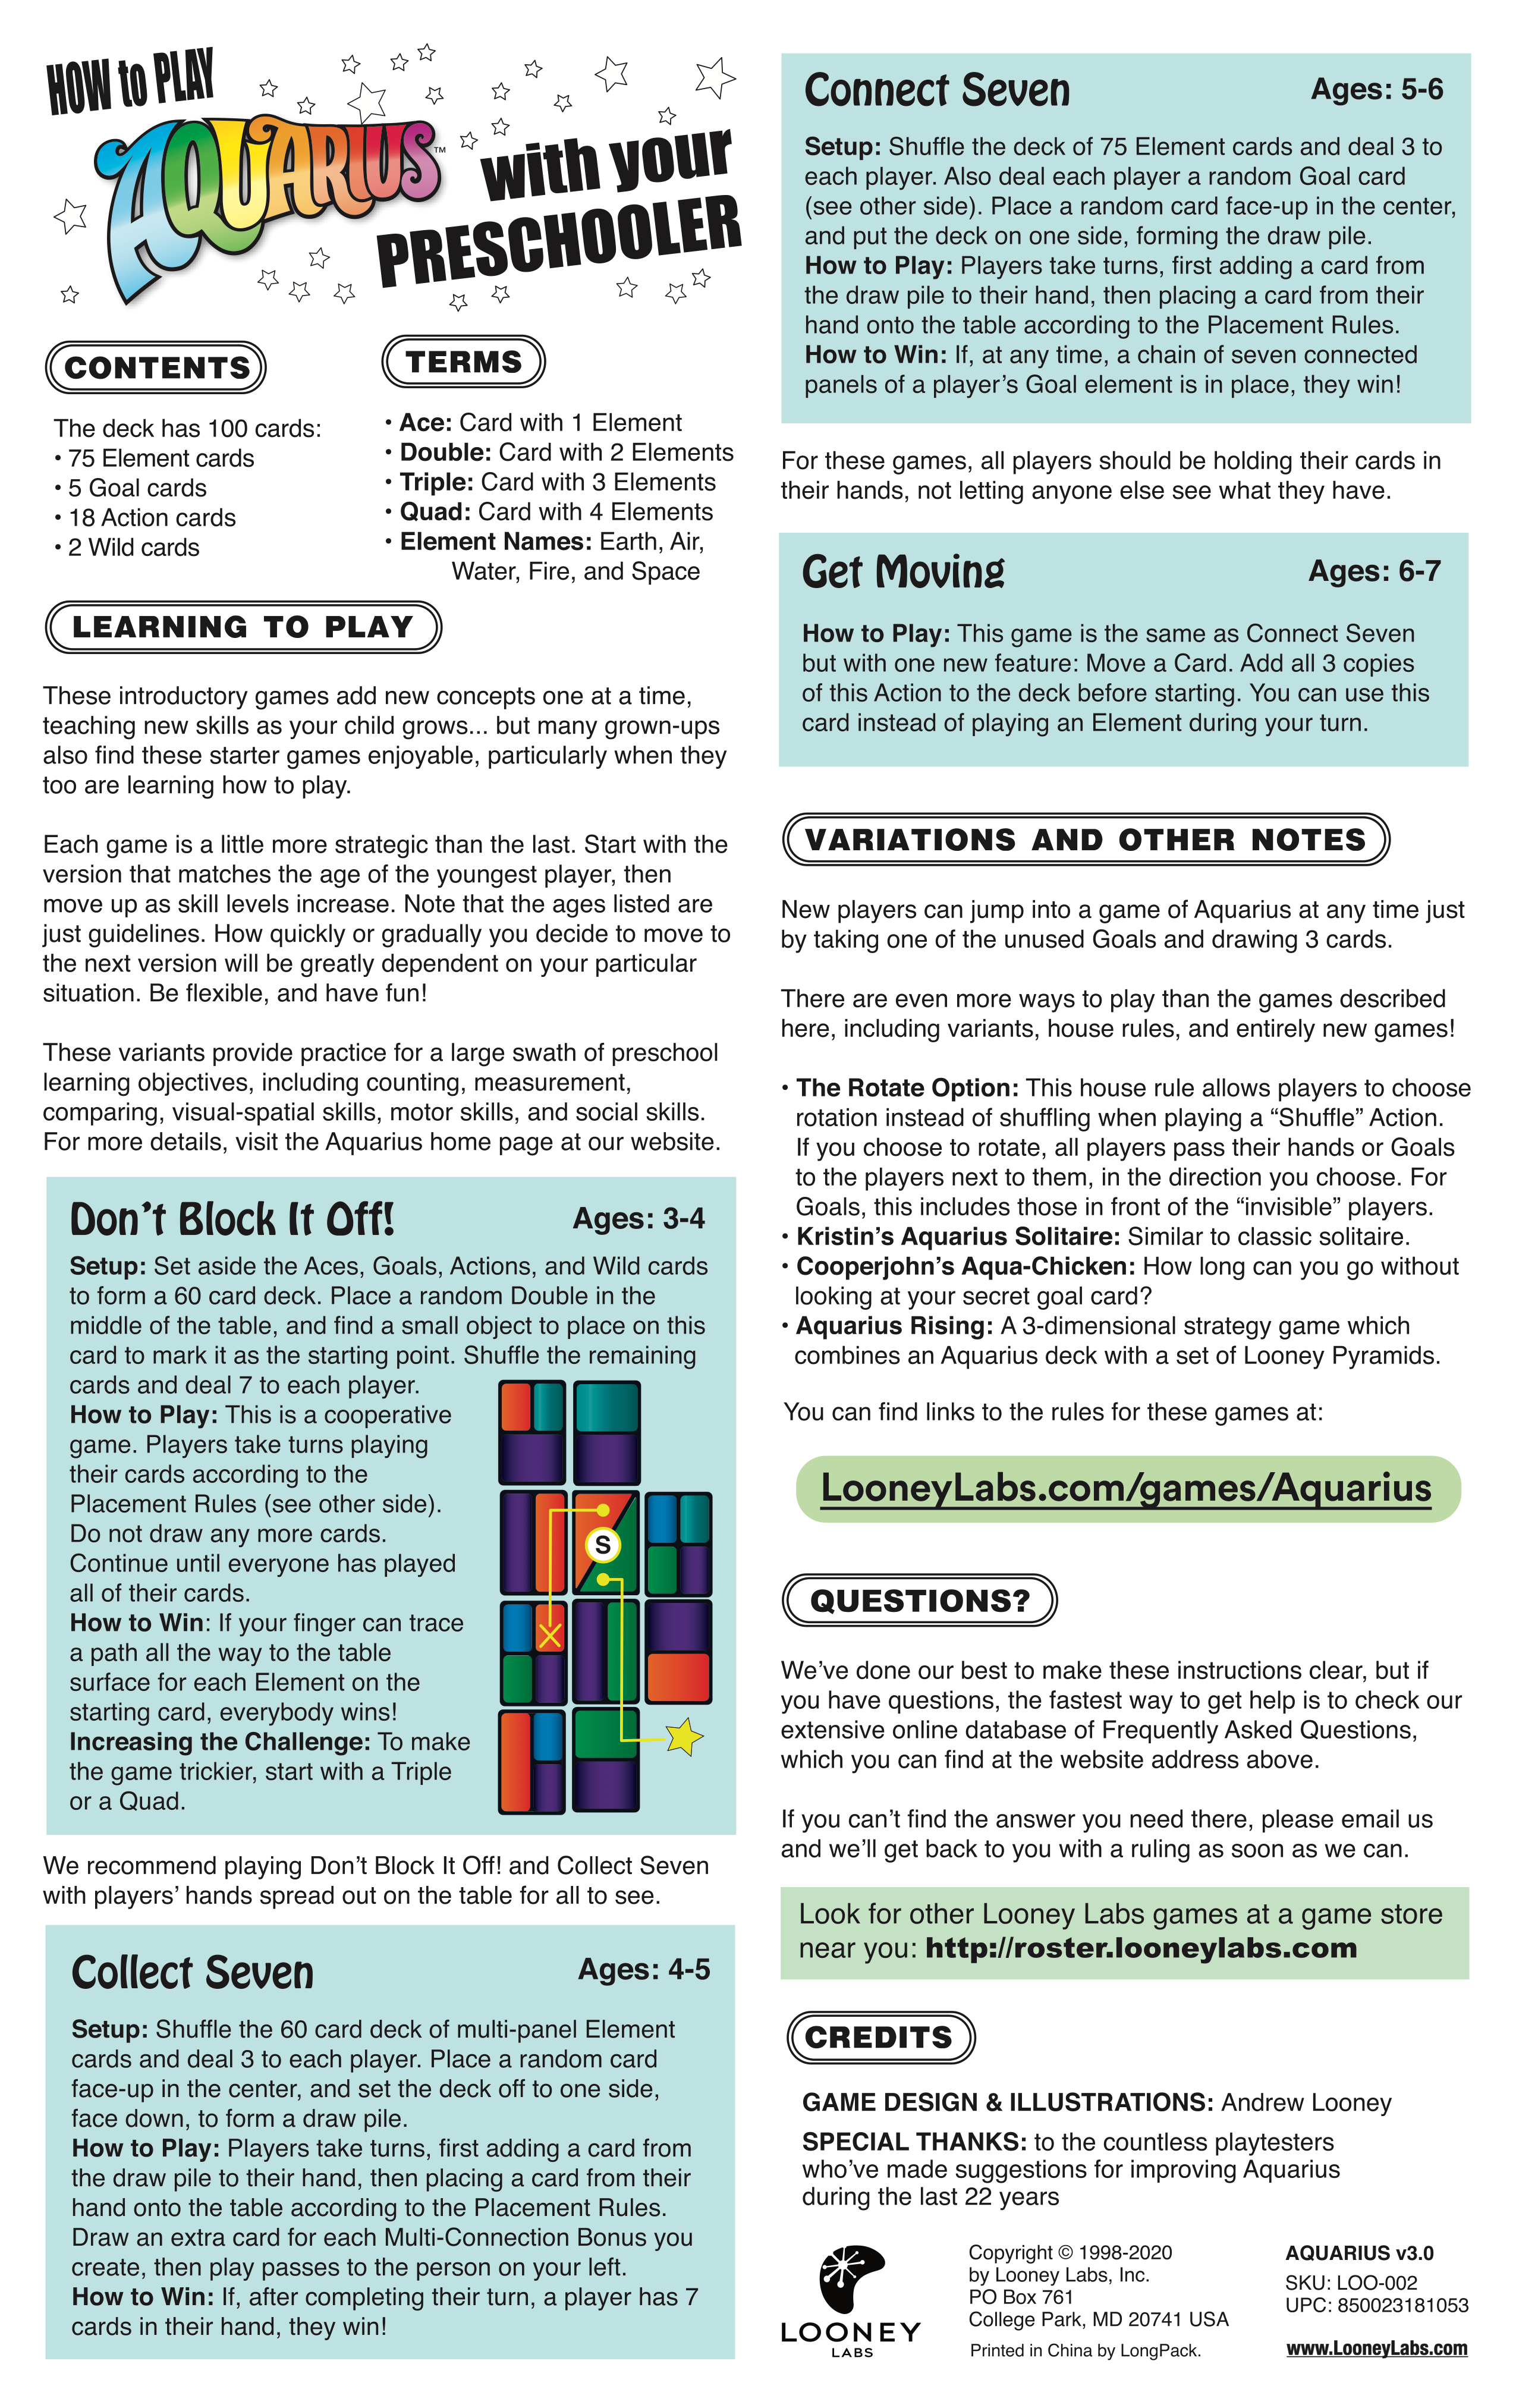 HOW to PLAY
AQUARIUS™
with your
PRESCHOOLER
CONTENTS
The deck has 100 cards:
• 75 Element cards
• 5 Goal cards
• 18 Action cards
• 2 Wild cards
TERMS
• Ace: Card with 1 Element
• Double: Card with 2 Elements
• Triple: Card with 3 Elements
• Quad: Card with 4 Elements
• Element Names: Earth, Air,
Water, Fire, and Space
LEARNING TO PLAY
These introductory games add new concepts one at a time,
teaching new skills as your child grows... but many grown-ups
also find these starter games enjoyable, particularly when they
too are learning how to play.
Each game is a little more strategic than the last. Start with the
version that matches the age of the youngest player, then
move up as skill levels increase. Note that the ages listed are
just guidelines. How quickly or gradually you decide to move to
the next version will be greatly dependent on your particular
situation. Be flexible, and have fun!
These variants provide practice for a large swath of preschool
learning objectives, including counting, measurement,
comparing, visual-spatial skills, motor skills, and social skills.
For more details, visit the Aquarius home page at our website.
Don't Block It Off! Ages: 3-4
Setup: Set aside the Aces, Goals, Actions, and Wild cards
to form a 60 card deck. Place a random Double in the
middle of the table, and find a small object to place on this
card to mark it as the starting point. Shuffle the remaining
cards and deal 7 to each player.
How to Play: This is a cooperative
game. Players take turns playing
their cards according to the
Placement Rules (see other side).
Do not draw any more cards.
Continue until everyone has played
all of their cards.
How to Win: If your finger can trace
a path all the way to the table
surface for each Element on the
starting card, everybody wins!
Increasing the Challenge: To make
the game trickier, start with a Triple
or a Quad.
S
We recommend playing Don't Block It Off! and Collect Seven
with players' hands spread out on the table for all to see.
Collect Seven Ages: 4-5
Setup: Shuffle the 60 card deck of multi-panel Element
cards and deal 3 to each player. Place a random card
face-up in the center, and set the deck off to one side,
face down, to form a draw pile.
How to Play: Players take turns, first adding a card from
the draw pile to their hand, then placing a card from their
hand onto the table according to the Placement Rules.
Draw an extra card for each Multi-Connection Bonus you
create, then play passes to the person on your left.
How to Win: If, after completing their turn, a player has 7
cards in their hand, they win!
Connect Seven Ages: 5-6
Setup: Shuffle the deck of 75 Element cards and deal 3 to
each player. Also deal each player a random Goal card
(see other side). Place a random card face-up in the center,
and put the deck on one side, forming the draw pile.
How to Play: Players take turns, first adding a card from
the draw pile to their hand, then placing a card from their
hand onto the table according to the Placement Rules.
How to Win: If, at any time, a chain of seven connected
panels of a player's Goal element is in place, they win!
For these games, all players should be holding their cards in
their hands, not letting anyone else see what they have.
Get Moving Ages: 6-7
How to Play: This game is the same as Connect Seven
but with one new feature: Move a Card. Add all 3 copies
of this Action to the deck before starting. You can use this
card instead of playing an Element during your turn.
VARIATIONS AND OTHER NOTES
New players can jump into a game of Aquarius at any time just
by taking one of the unused Goals and drawing 3 cards.
There are even more ways to play than the games described
here, including variants, house rules, and entirely new games!
• The Rotate Option: This house rule allows players to choose
rotation instead of shuffling when playing a “Shuffle” Action.
If you choose to rotate, all players pass their hands or Goals
to the players next to them, in the direction you choose. For
Goals, this includes those in front of the “invisible” players.
• Kristin's Aquarius Solitaire: Similar to classic solitaire.
• Cooperjohn's Aqua-Chicken: How long can you go without
looking at your secret goal card?
• Aquarius Rising: A 3-dimensional strategy game which
combines an Aquarius deck with a set of Looney Pyramids.
You can find links to the rules for these games at:
LooneyLabs.com/games/Aquarius
QUESTIONS?
We've done our best to make these instructions clear, but if
you have questions, the fastest way to get help is to check our
extensive online database of Frequently Asked Questions,
which you can find at the website address above.
If you can't find the answer you need there, please email us
and we'll get back to you with a ruling as soon as we can.
Look for other Looney Labs games at a game store
near you: http://roster.looneylabs.com
CREDITS
GAME DESIGN & ILLUSTRATIONS: Andrew Looney
SPECIAL THANKS: to the countless playtesters
who've made suggestions for improving Aquarius
during the last 22 years
LOONEY
LABS
Copyright © 1998-2020
by Looney Labs, Inc.
PO Box 761
College Park, MD 20741 USA
Printed in China by LongPack.
AQUARIUS v3.0
SKU: LOO-002
UPC: 850023181053
www.LooneyLabs.com